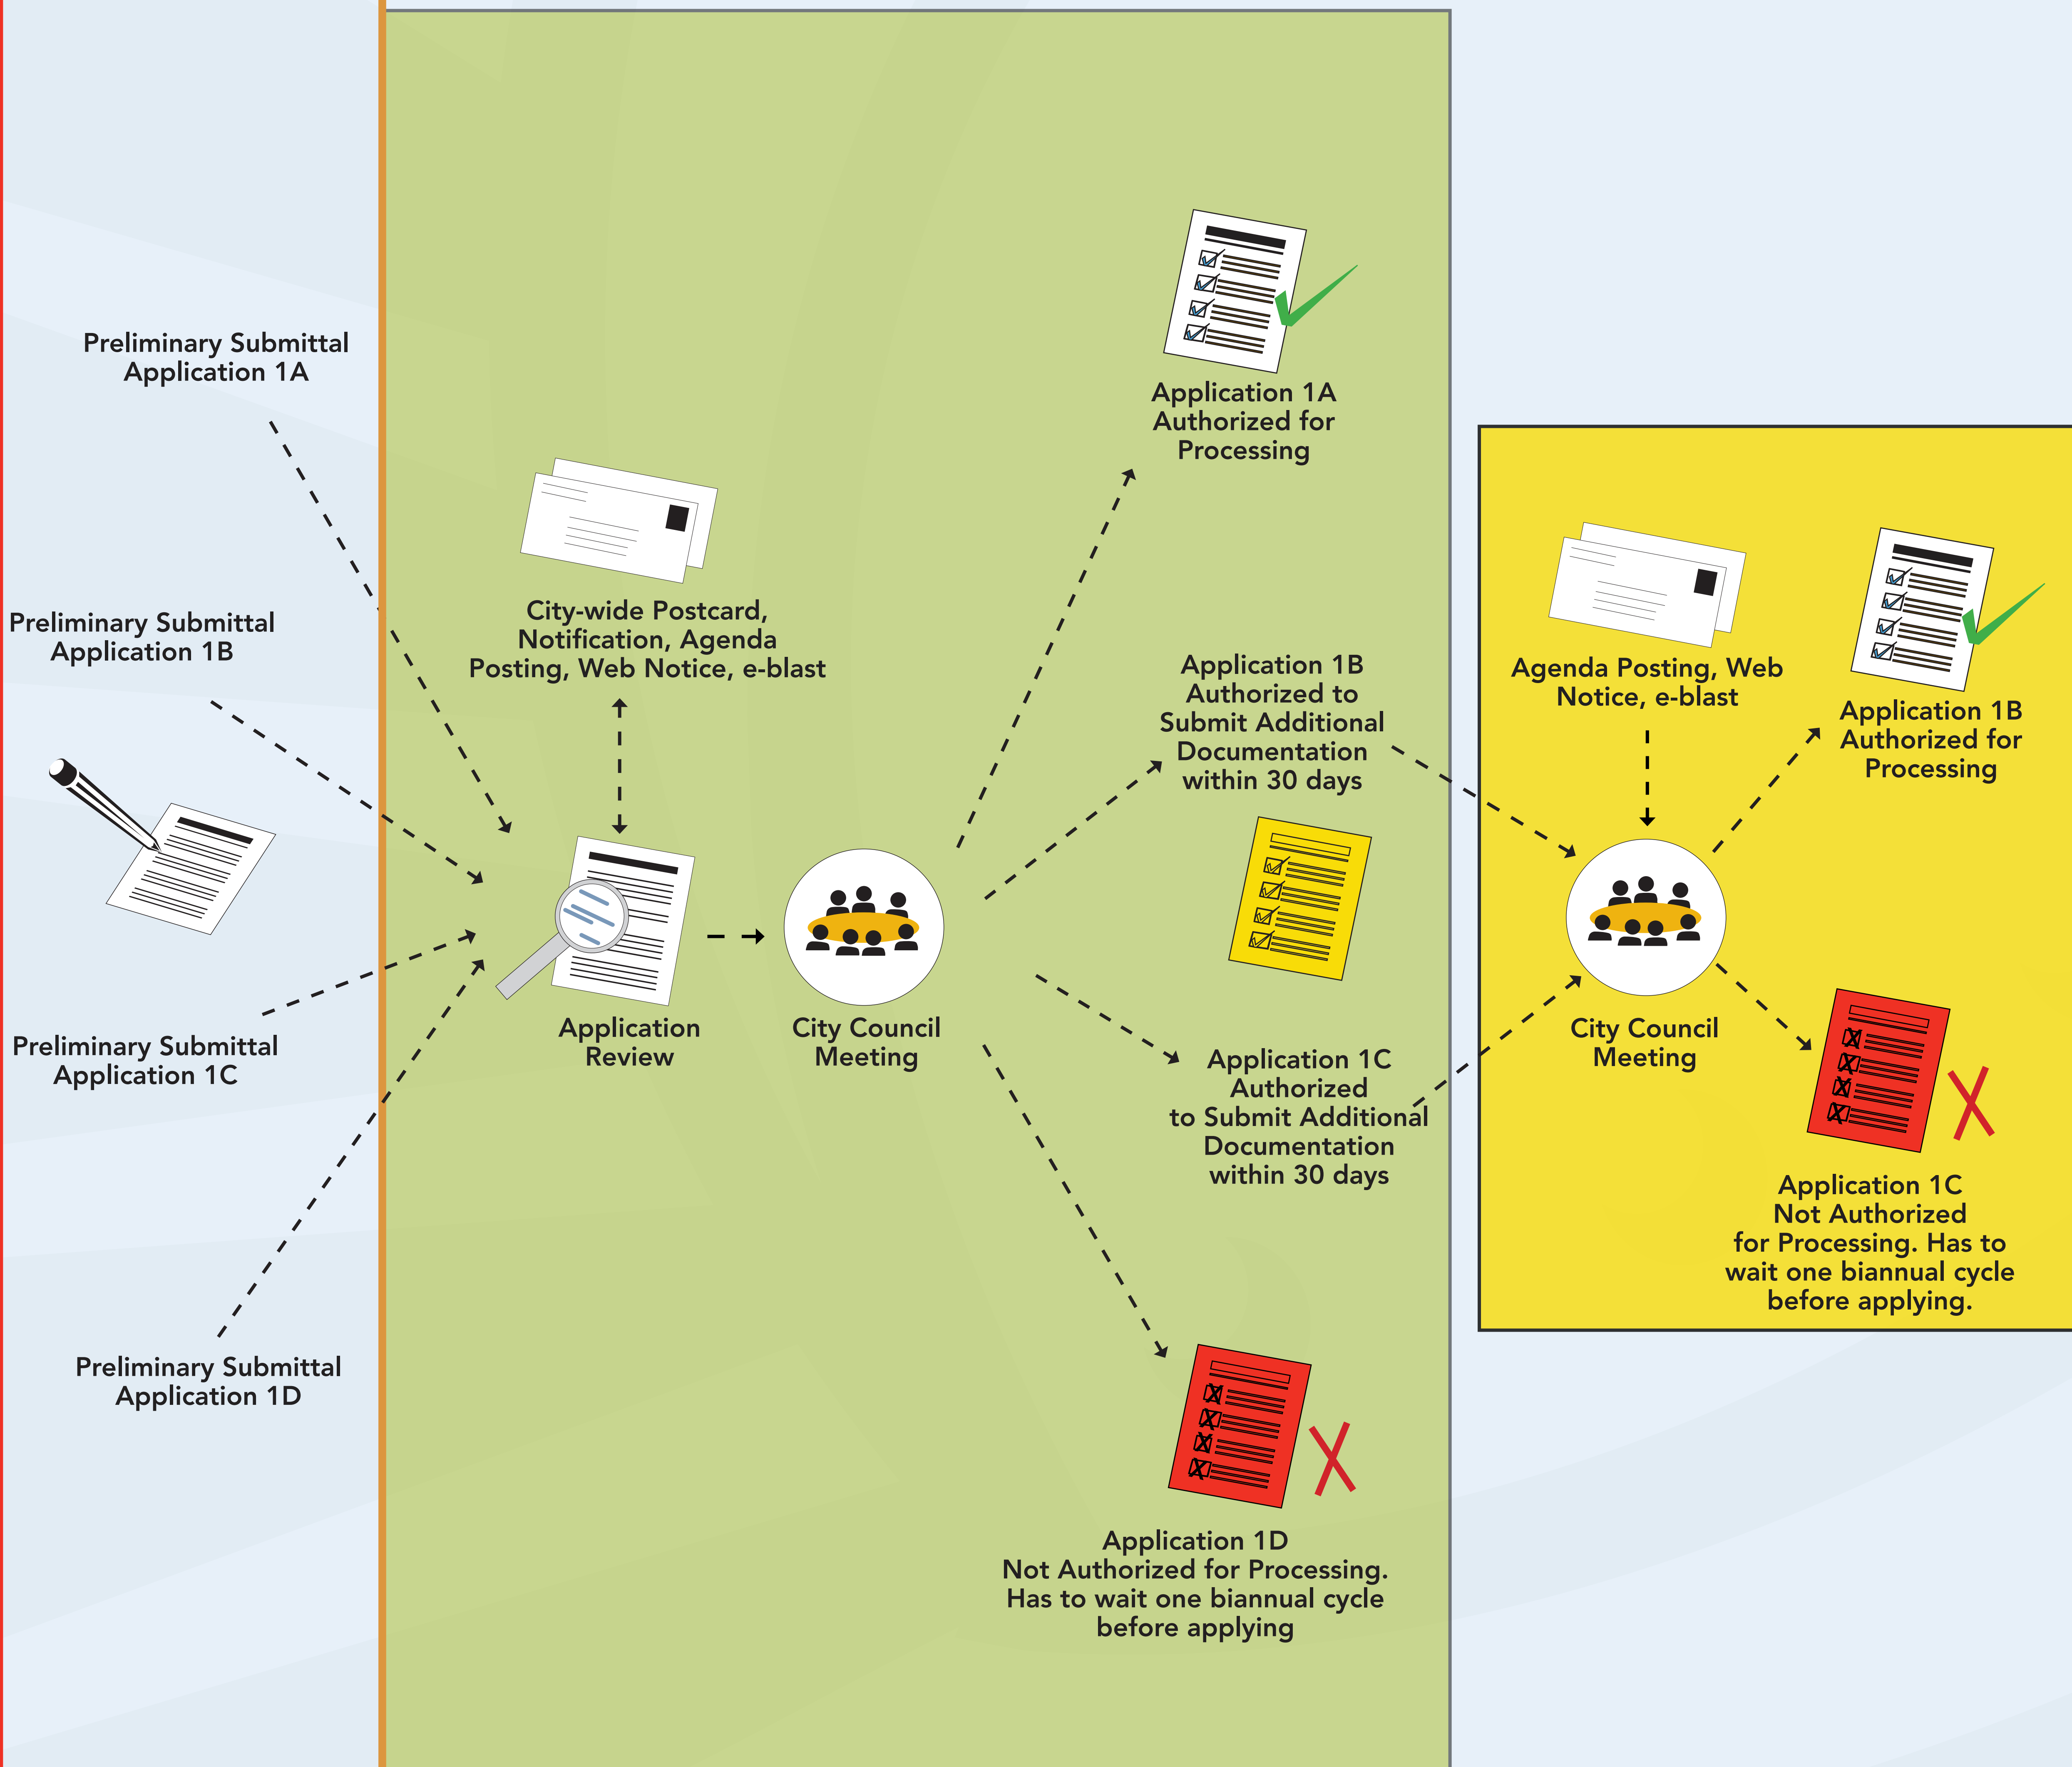 Preliminary Submittal
Application 1A
Preliminary Submittal
Application 1B
Preliminary Submittal
Application 1C
Preliminary Submittal
Application 1D
City-wide Postcard,
Notification, Agenda
Posting, Web Notice, e-blast
Application
Review
City Council
Meeting
Application 1A
Authorized for
Processing
Application 1B
Authorized to
Submit Additional
Documentation
within 30 days
Application 1C
Authorized
to Submit Additional
Documentation
within 30 days
Application 1D
Not Authorized for Processing.
Has to wait one biannual cycle
before applying
Agenda Posting, Web
Notice, e-blast
City Council
Meeting
Application 1B
Authorized for
Processing
Application 1C
Not Authorized
for Processing. Has to
wait one biannual cycle
before applying.